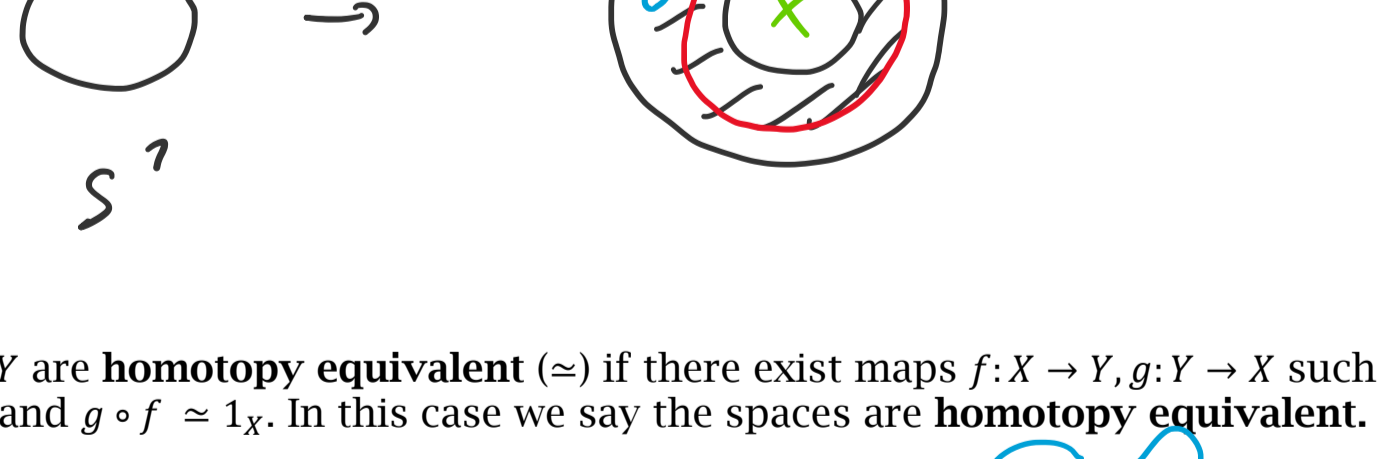 S¹
Y are homotopy equivalent (≃) if there exist maps f: X → Y, g: Y → X such
and g ∘ f ≃ 1_X. In this case we say the spaces are homotopy equivalent.